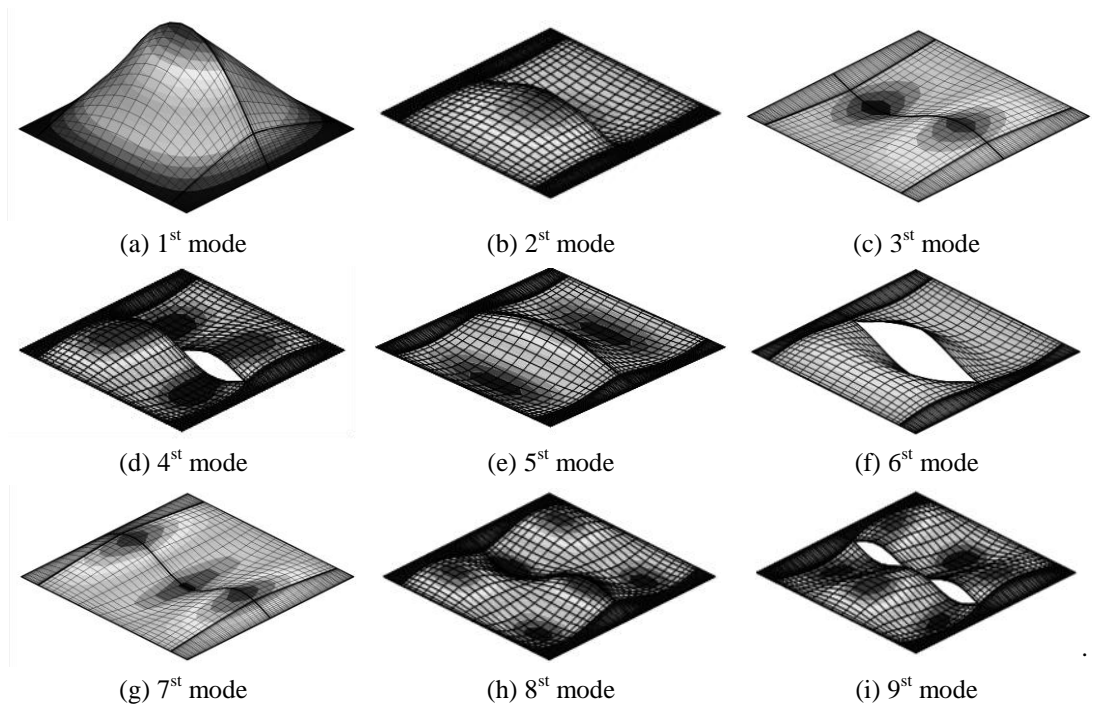 (a) 1st mode
(b) 2st mode
(c) 3st mode
(d) 4st mode
(e) 5st mode
(f) 6st mode
(g) 7st mode
(h) 8st mode
(i) 9st mode
.